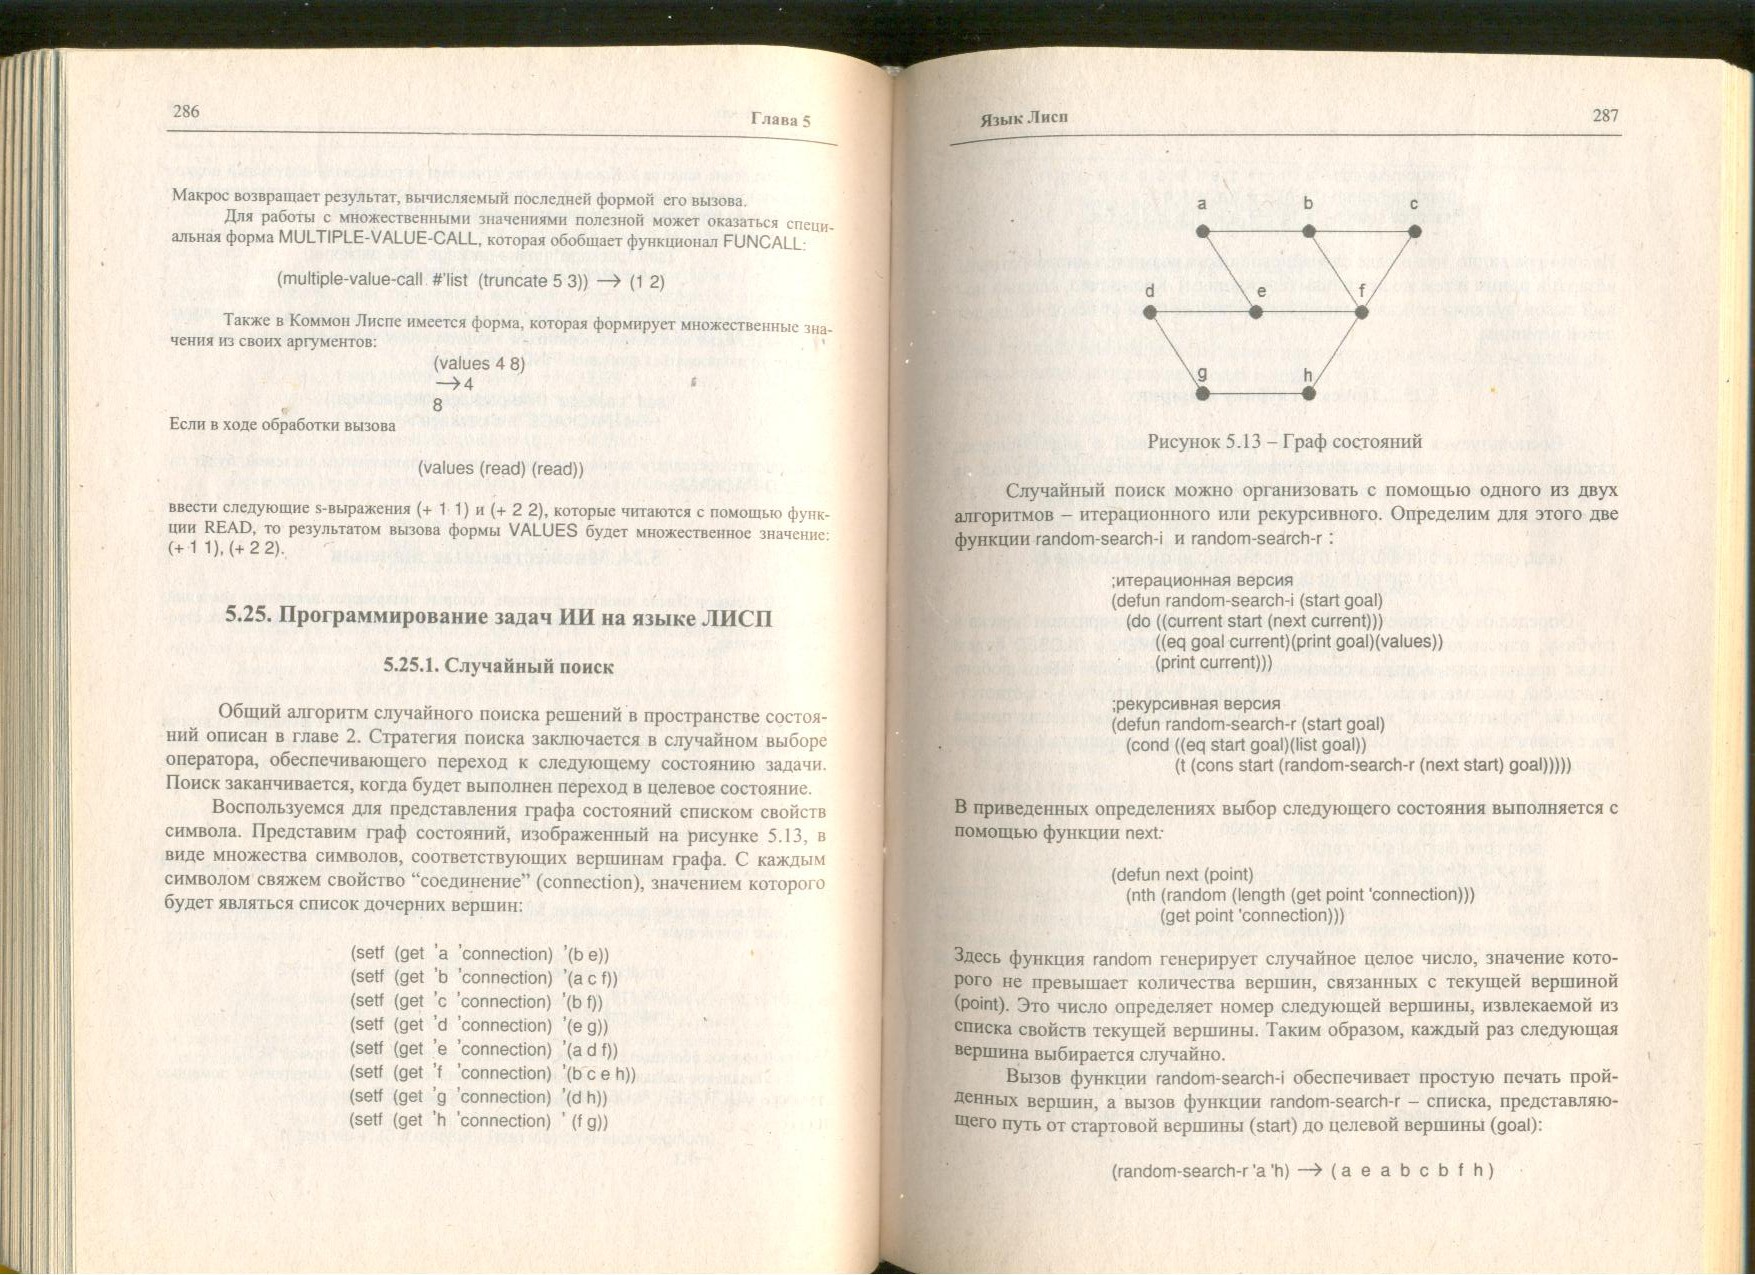 286
Глава 5
Макрос возвращает результат, вычисляемый последней формой его вызова.
Для работы с множественными значениями полезной может оказаться специ-
альная форма MULTIPLE-VALUE-CALL, которая обобщает функционал FUNCALL:
(multiple-value-call #'list (truncate 5 3)) → (1 2)
Также в Коммон Лиспе имеется форма, которая формирует множественные зна-
чения из своих аргументов:
(values 4 8)
→4
8
Если в ходе обработки вызова
(values (read) (read))
ввести следующие s-выражения (+ 1 1) и (+ 2 2), которые читаются с помощью функ-
ции READ, то результатом вызова формы VALUES будет множественное значение:
(+ 1 1), (+ 2 2).
5.25. Программирование задач ИИ на языке ЛИСП
5.25.1. Случайный поиск
Общий алгоритм случайного поиска решений в пространстве состоя-
ний описан в главе 2. Стратегия поиска заключается в случайном выборе
оператора, обеспечивающего переход к следующему состоянию задачи.
Поиск заканчивается, когда будет выполнен переход в целевое состояние.
Воспользуемся для представления графа состояний списком свойств
символа. Представим граф состояний, изображенный на рисунке 5.13, в
виде множества символов, соответствующих вершинам графа. С каждым
символом свяжем свойство “соединение” (connection), значением которого
будет являться список дочерних вершин:
(setf (get 'a 'connection) '(b e))
(setf (get 'b 'connection) '(a c f))
(setf (get 'c 'connection) '(b f))
(setf (get 'd 'connection) '(e g))
(setf (get 'e 'connection) '(a d f))
(setf (get 'f 'connection) '(b c e h))
(setf (get 'g 'connection) '(d h))
(setf (get 'h 'connection) ' (f g))
Язык Лисп
287
a b c
d e f
g h
Рисунок 5.13 – Граф состояний
Случайный поиск можно организовать с помощью одного из двух
алгоритмов – итерационного или рекурсивного. Определим для этого две
функции random-search-i и random-search-r :
;итерационная версия
(defun random-search-i (start goal)
(do ((current start (next current)))
((eq goal current)(print goal)(values))
(print current)))
;рекурсивная версия
(defun random-search-r (start goal)
(cond ((eq start goal)(list goal))
(t (cons start (random-search-r (next start) goal)))))
В приведенных определениях выбор следующего состояния выполняется с
помощью функции next:
(defun next (point)
(nth (random (length (get point 'connection)))
(get point 'connection)))
Здесь функция random генерирует случайное целое число, значение кото-
рого не превышает количества вершин, связанных с текущей вершиной
(point). Это число определяет номер следующей вершины, извлекаемой из
списка свойств текущей вершины. Таким образом, каждый раз следующая
вершина выбирается случайно.
Вызов функции random-search-i обеспечивает простую печать прой-
денных вершин, а вызов функции random-search-r – списка, представляю-
щего путь от стартовой вершины (start) до целевой вершины (goal):
(random-search-r 'a 'h) → ( a e a b c b f h )